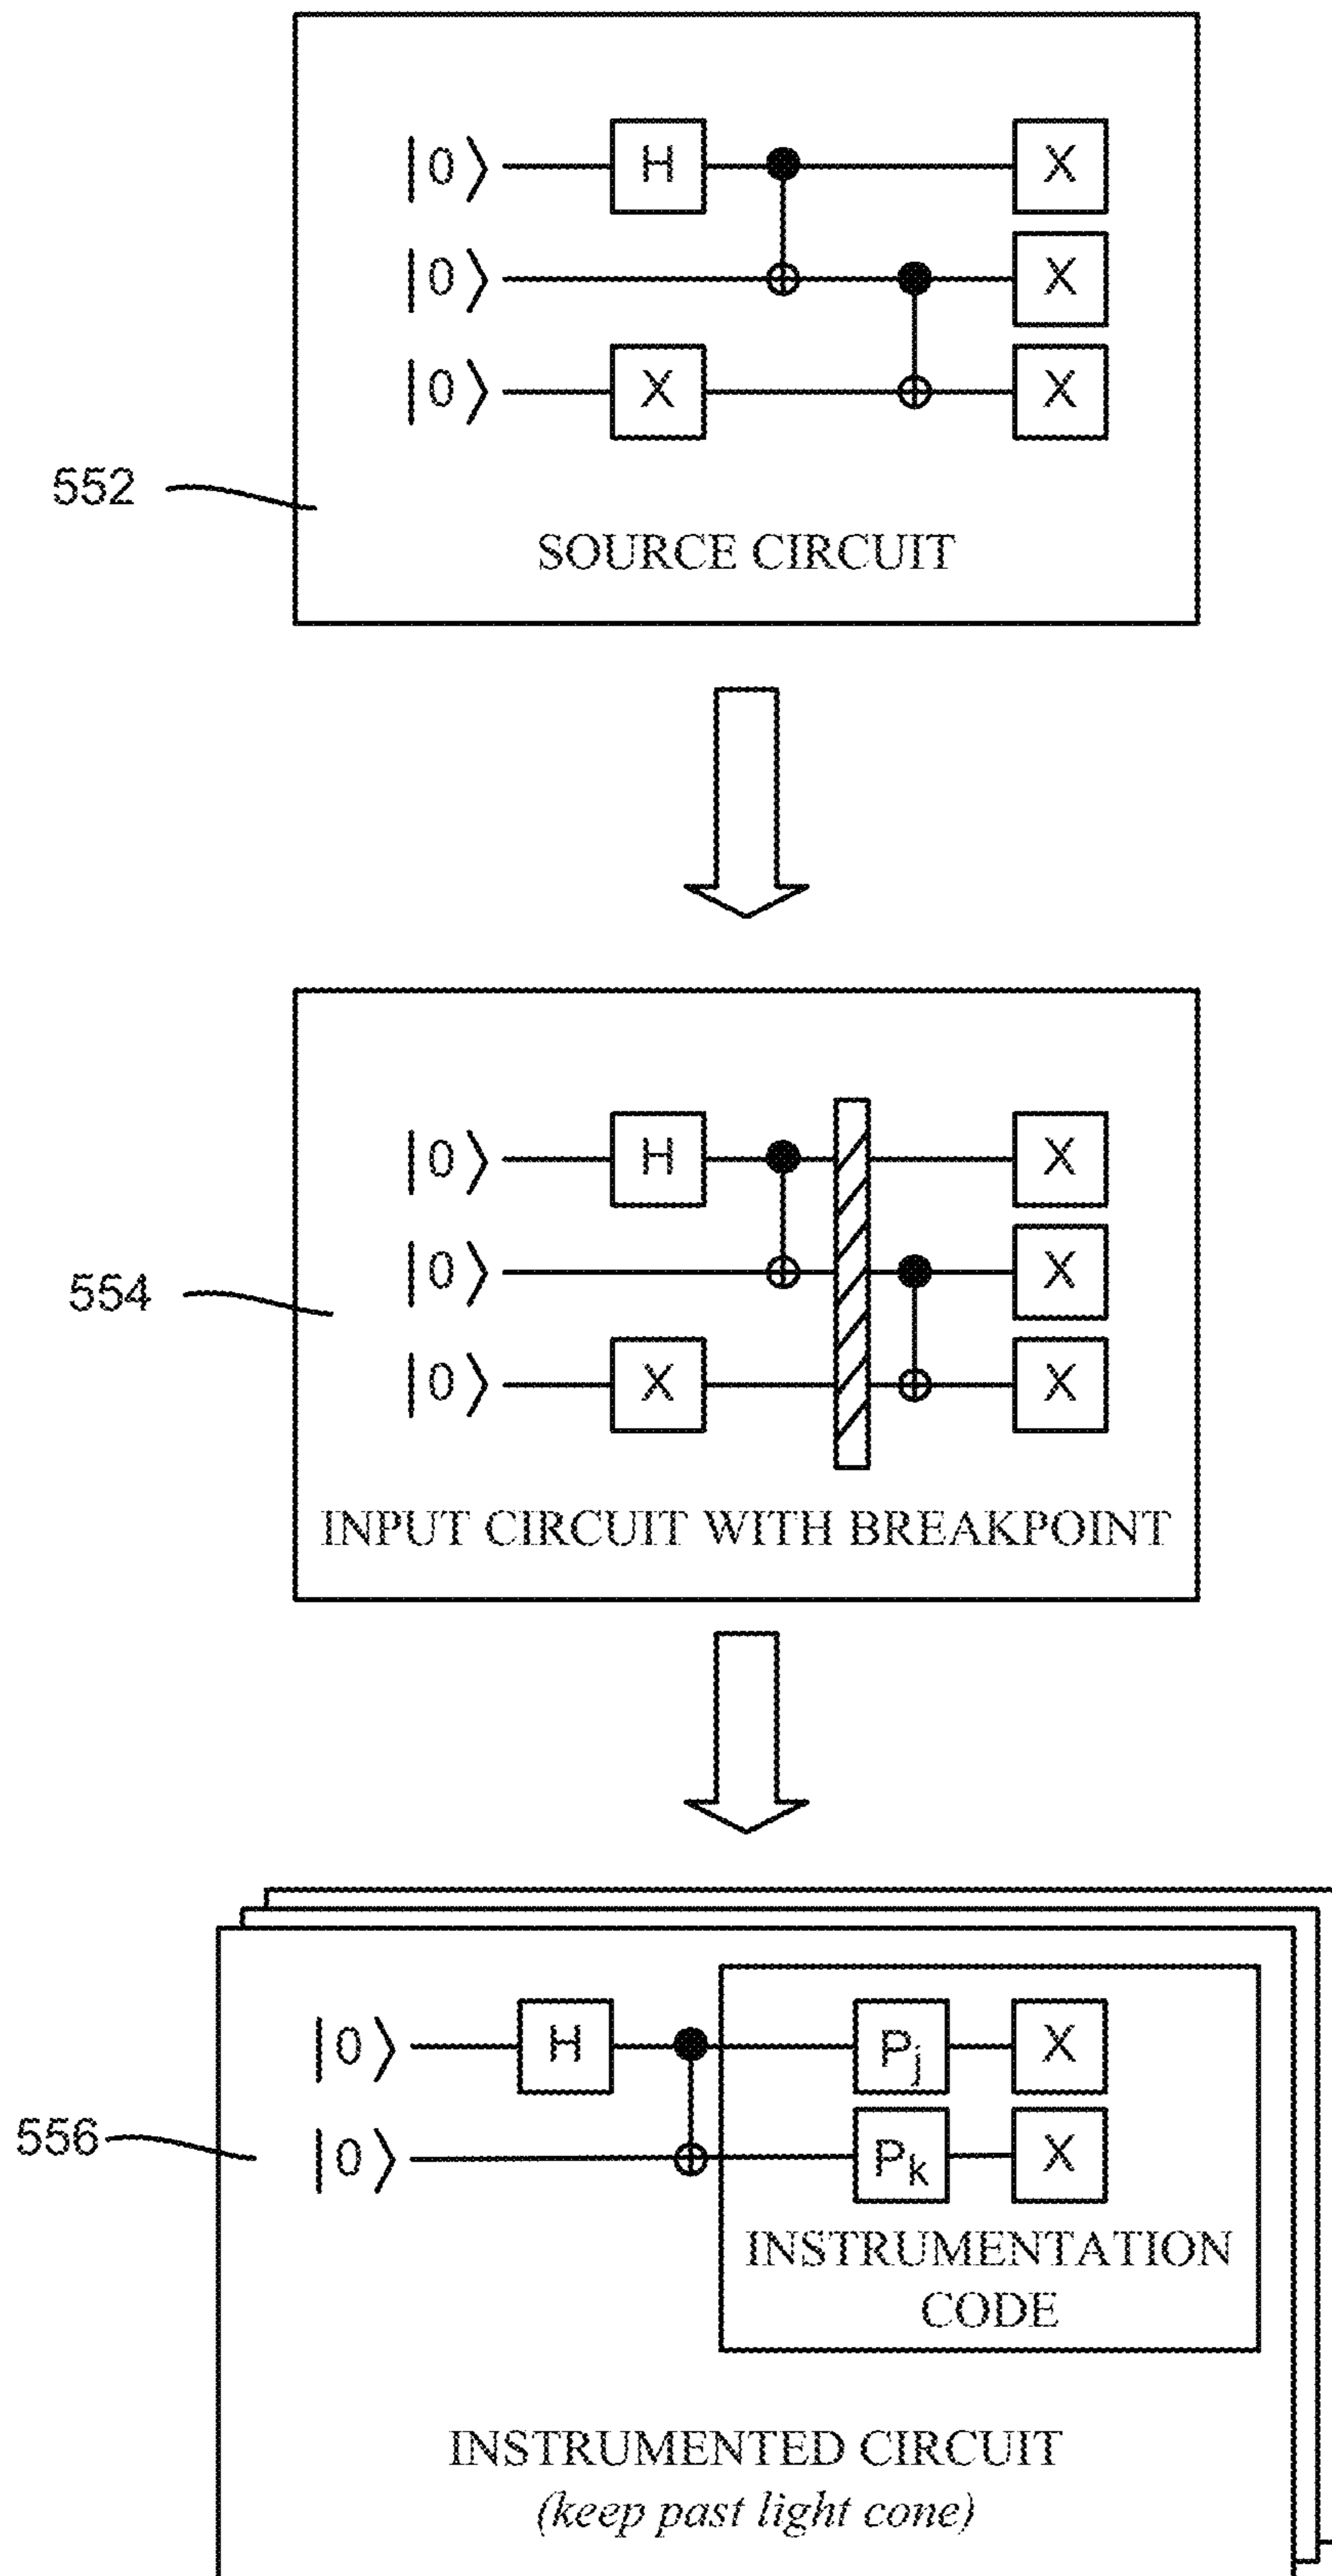 |0⟩ H X
|0⟩ X
|0⟩ X X
552
SOURCE CIRCUIT
|0⟩ H X
|0⟩ X
554
|0⟩ X X
INPUT CIRCUIT WITH BREAKPOINT
|0⟩ H Pj X
556
|0⟩ Pk X
INSTRUMENTATION
CODE
INSTRUMENTED CIRCUIT
(keep past light cone)